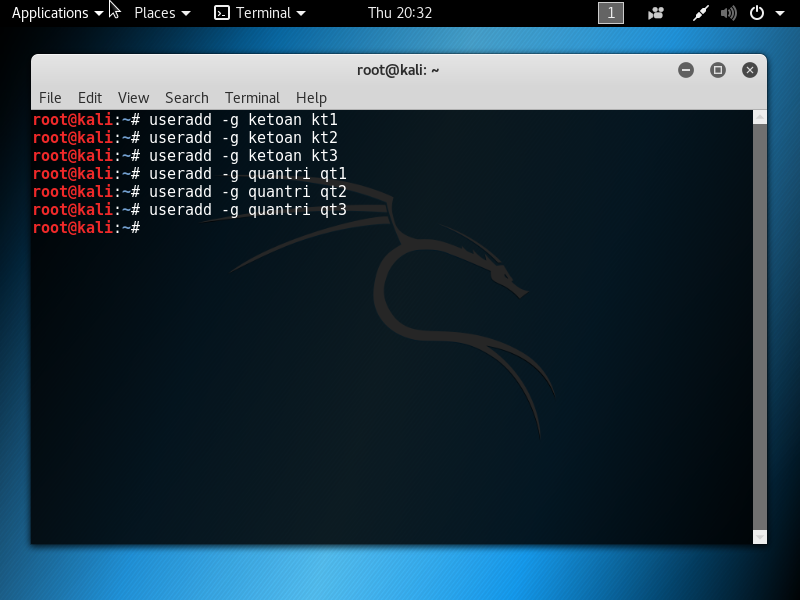 Applications Places Terminal Thu 20:32 1
root@kali: ~
File Edit View Search Terminal Help
root@kali:~# useradd -g ketoan kt1
root@kali:~# useradd -g ketoan kt2
root@kali:~# useradd -g ketoan kt3
root@kali:~# useradd -g quantri qt1
root@kali:~# useradd -g quantri qt2
root@kali:~# useradd -g quantri qt3
root@kali:~#